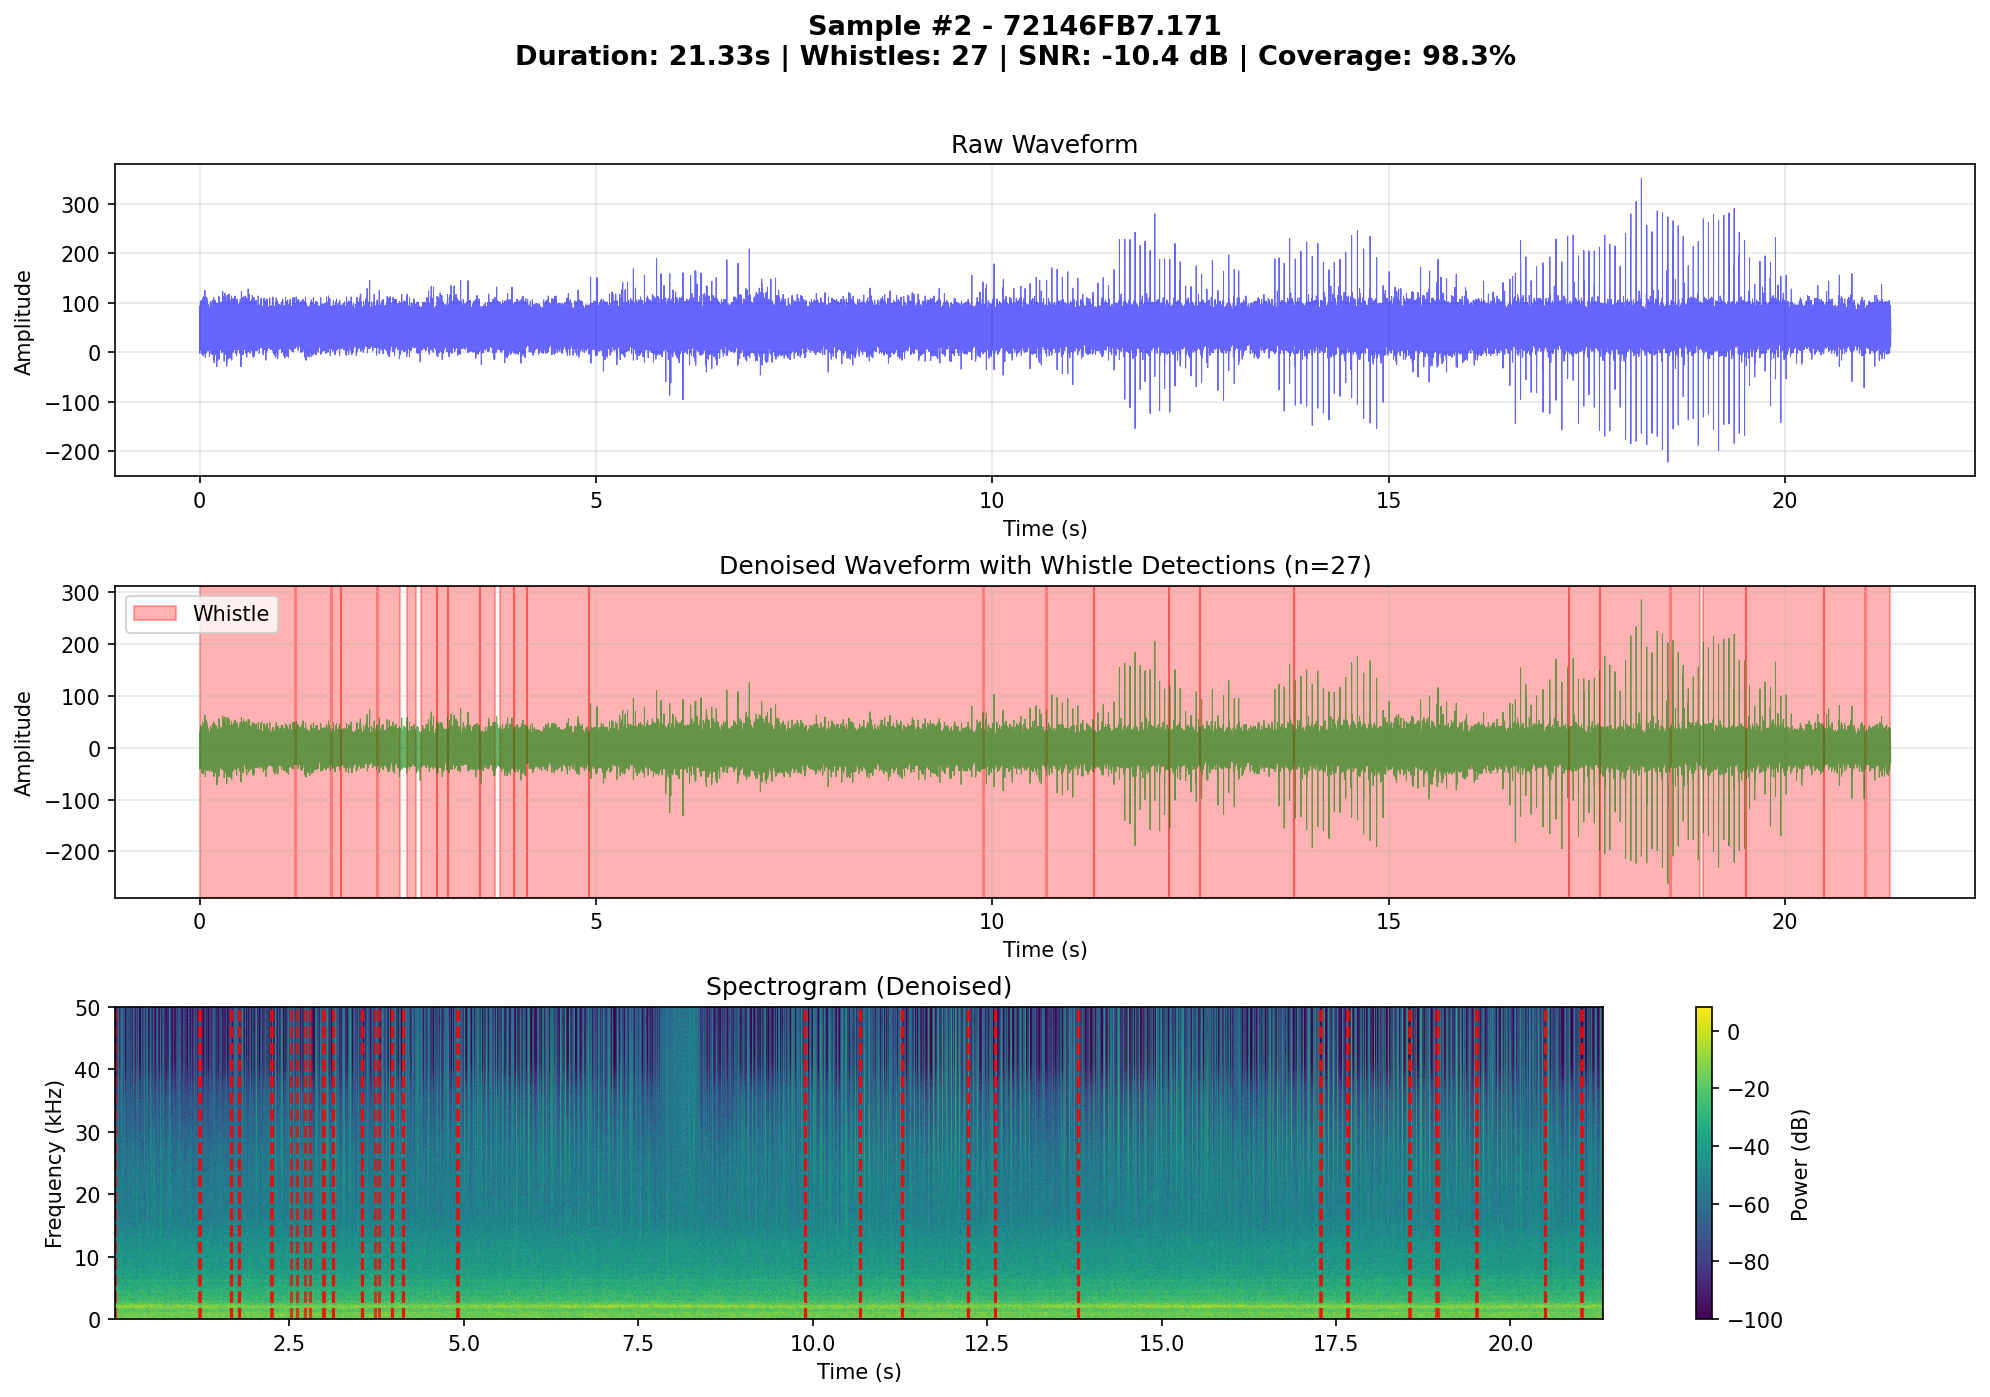 Sample #2 - 72146FB7.171
Duration: 21.33s | Whistles: 27 | SNR: -10.4 dB | Coverage: 98.3%
Raw Waveform
Amplitude
300
200
100
0
−100
−200
0 5 10 15 20
Time (s)
Denoised Waveform with Whistle Detections (n=27)
Whistle
Amplitude
300
200
100
0
−100
−200
0 5 10 15 20
Time (s)
Spectrogram (Denoised)
Frequency (kHz)
50
40
30
20
10
0
2.5 5.0 7.5 10.0 12.5 15.0 17.5 20.0
Time (s)
0
−20
−40
−60
−80
−100
Power (dB)